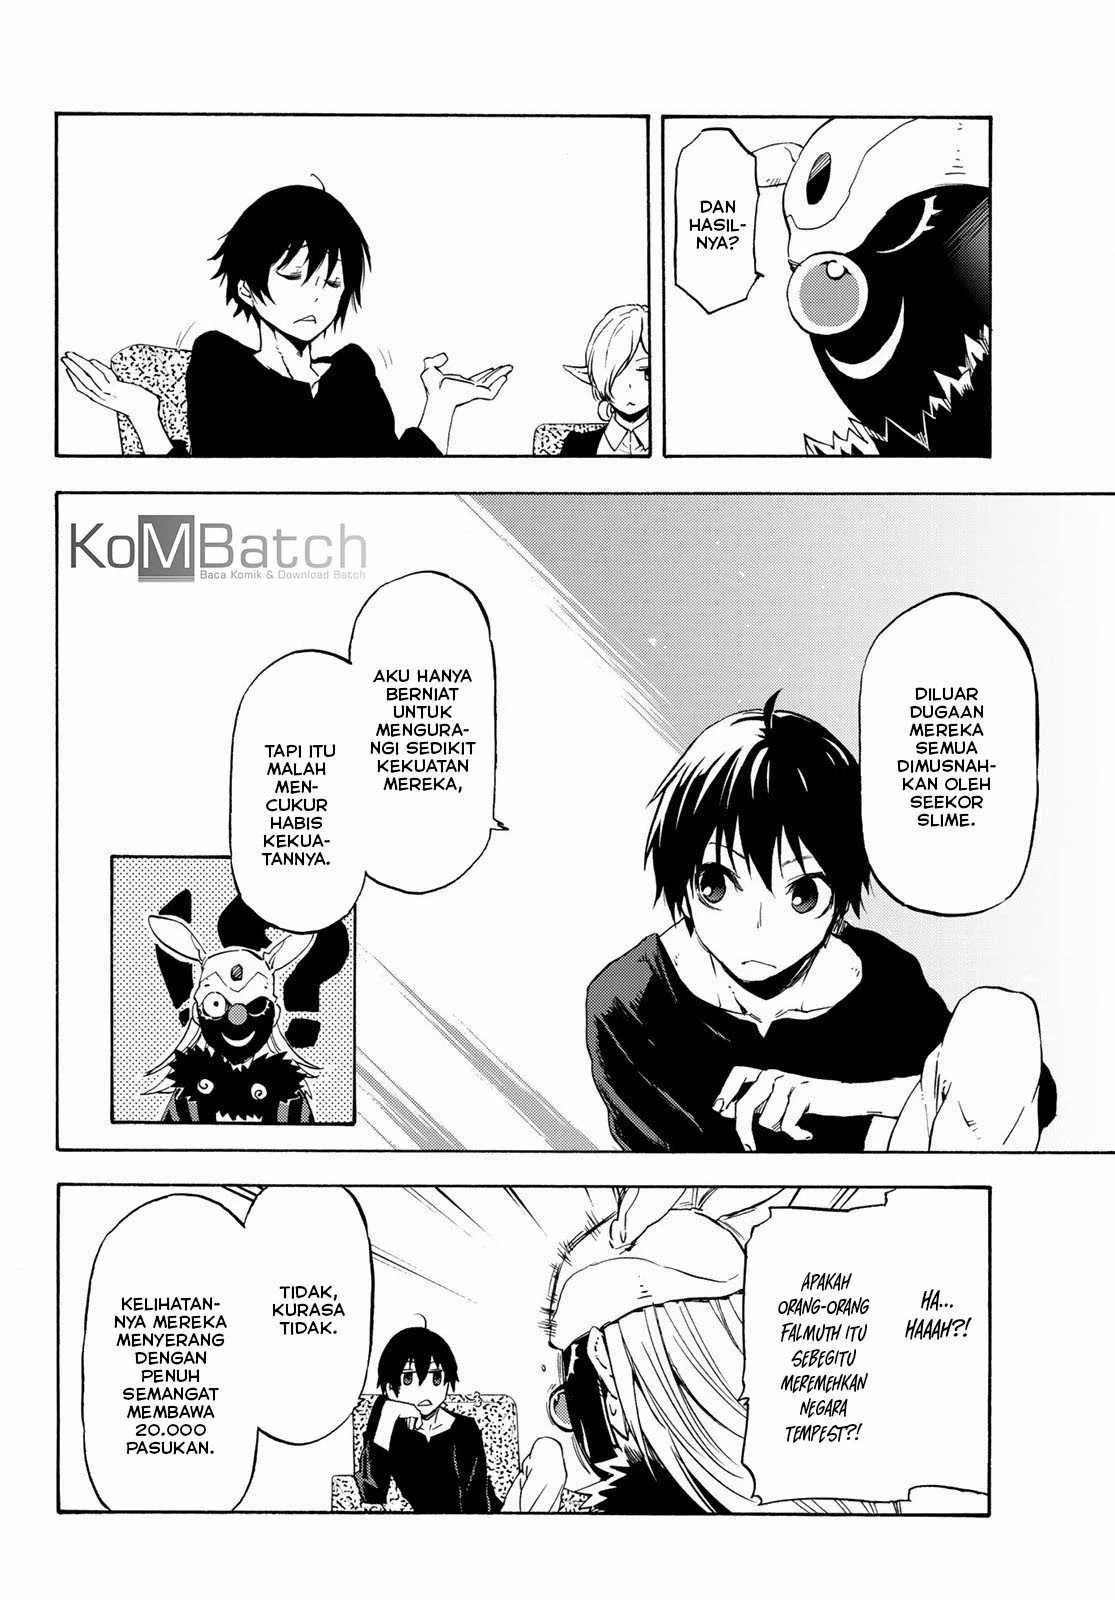 DAN
HASIL-
NYA?
KoMBatch
Baca Komik & Download Batch
DILUAR
DUGAAN
MEREKA
SEMUA
DIMUSNAH-
KAN OLEH
SEEKOR
SLIME.
AKU HANYA
BERNIAT
UNTUK
MENGURA-
NGI SEDIKIT
KEKUATAN
MEREKA,
TAPI ITU
MALAH
MEN-
CUKUR
HABIS
KEKUA-
TANNYA.
?
?
HA...
HAAAH?!
APAKAH
ORANG-ORANG
FALMUTH ITU
SEBEGITU
MEREMEHKAN
NEGARA
TEMPEST?!
TIDAK,
KURASA
TIDAK.
KELIHATAN-
NYA MEREKA
MENYERANG
DENGAN
PENUH
SEMANGAT
MEMBAWA
20.000
PASUKAN.